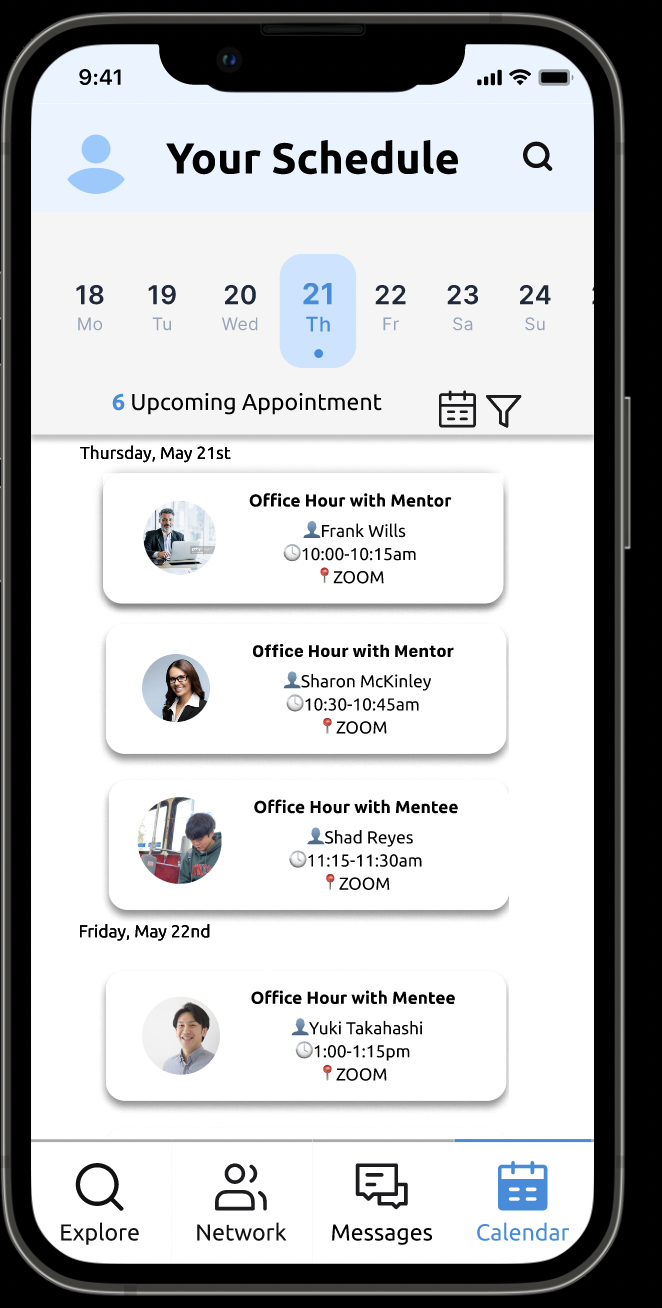 9:41
Your Schedule
18 19 20 21 22 23 24
Mo Tu Wed Th Fr Sa Su
6 Upcoming Appointment
Thursday, May 21st
Office Hour with Mentor
Frank Wills
10:00-10:15am
ZOOM
Office Hour with Mentor
Sharon McKinley
10:30-10:45am
ZOOM
Office Hour with Mentee
Shad Reyes
11:15-11:30am
ZOOM
Friday, May 22nd
Office Hour with Mentee
Yuki Takahashi
1:00-1:15pm
ZOOM
Explore Network Messages Calendar